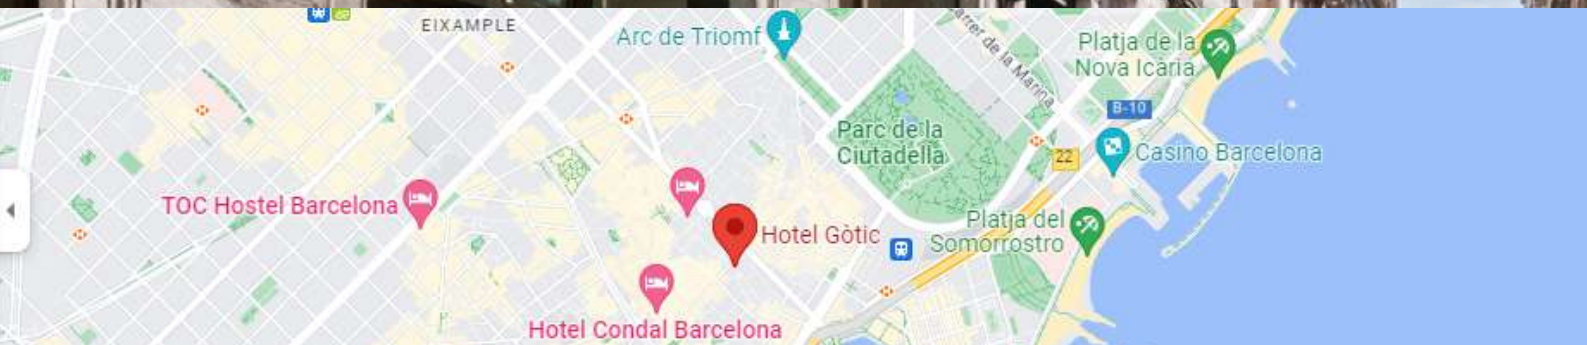 EIXAMPLE
Arc de Triomf
Carrer de la Marina
Platja de la
Nova Icària
B-10
Parc de la
Ciutadella
22
Casino Barcelona
TOC Hostel Barcelona
Hotel Gòtic
Platja del
Somorrostro
Hotel Condal Barcelona